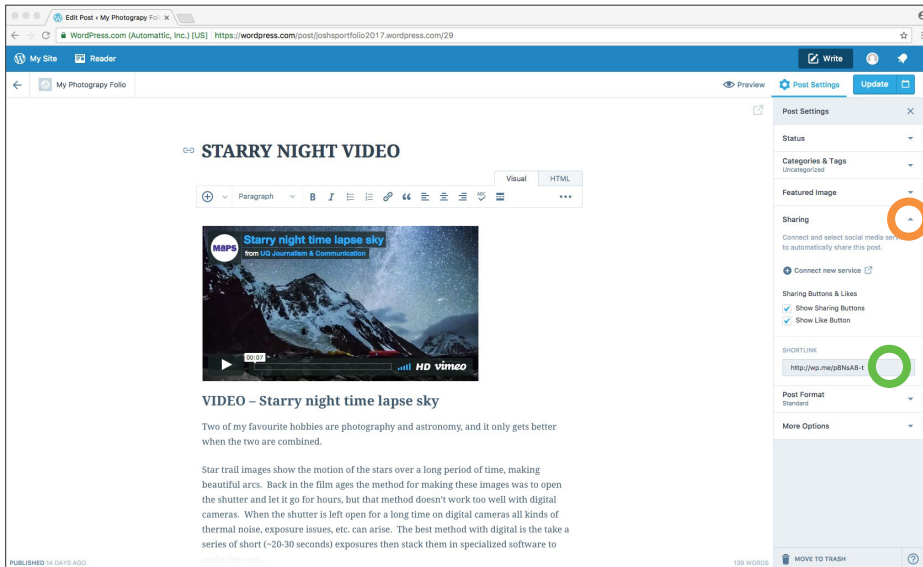 Edit Post ‹ My Photograpy Foli
WordPress.com (Automattic, Inc.) [US] https://wordpress.com/post/joshsportfolio2017.wordpress.com/29
My Site Reader Write
My Photograpy Folio Preview Post Settings Update
STARRY NIGHT VIDEO
Visual HTML
Paragraph B I ABC
MAPS
Starry night time lapse sky
from UQ Journalism & Communication
00:07
HD vimeo
VIDEO – Starry night time lapse sky
Two of my favourite hobbies are photography and astronomy, and it only gets better
when the two are combined.
Star trail images show the motion of the stars over a long period of time, making
beautiful arcs. Back in the film ages the method for making these images was to open
the shutter and let it go for hours, but that method doesn't work too well with digital
cameras. When the shutter is left open for a long time on digital cameras all kinds of
thermal noise, exposure issues, etc. can arise. The best method with digital is the take a
series of short (~20-30 seconds) exposures then stack them in specialized software to
make the arcs.
PUBLISHED 14 DAYS AGO
139 WORDS
Post Settings
Status
Categories & Tags
Uncategorized
Featured Image
Sharing
Connect and select social media
to automatically share this post.
Connect new service
Sharing Buttons & Likes
Show Sharing Buttons
Show Like Button
SHORTLINK
http://wp.me/p8NsAB-t
Post Format
Standard
More Options
MOVE TO TRASH